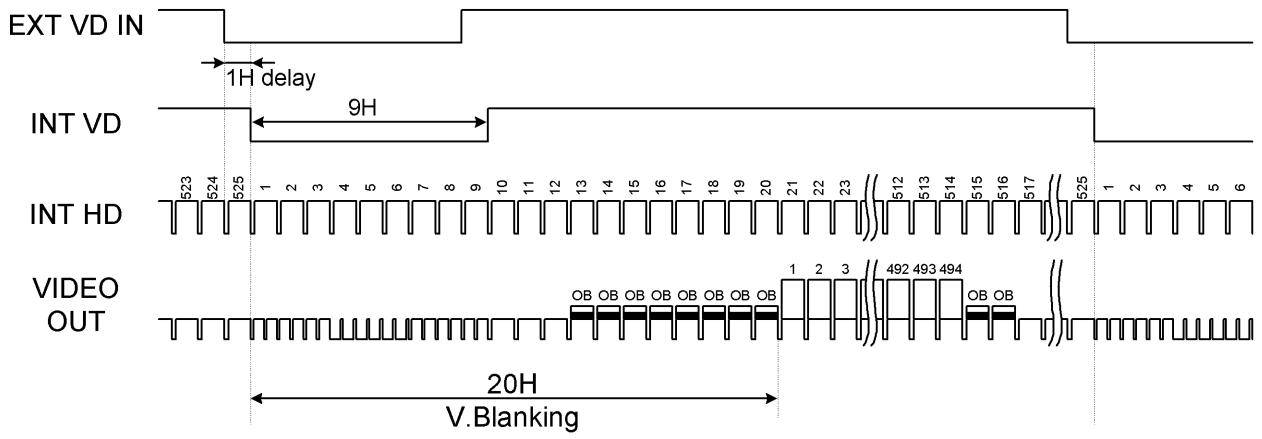 EXT VD IN
1H delay
INT VD
9H
INT HD
523 524 525 1 2 3 4 5 6 7 8 9 10 11 12 13 14 15 16 17 18 19 20 21 22 23 512 513 514 515 516 517 525 1 2 3 4 5 6
VIDEO
OUT
1 2 3 492 493 494
OB OB OB OB OB OB OB OB OB OB
20H
V.Blanking